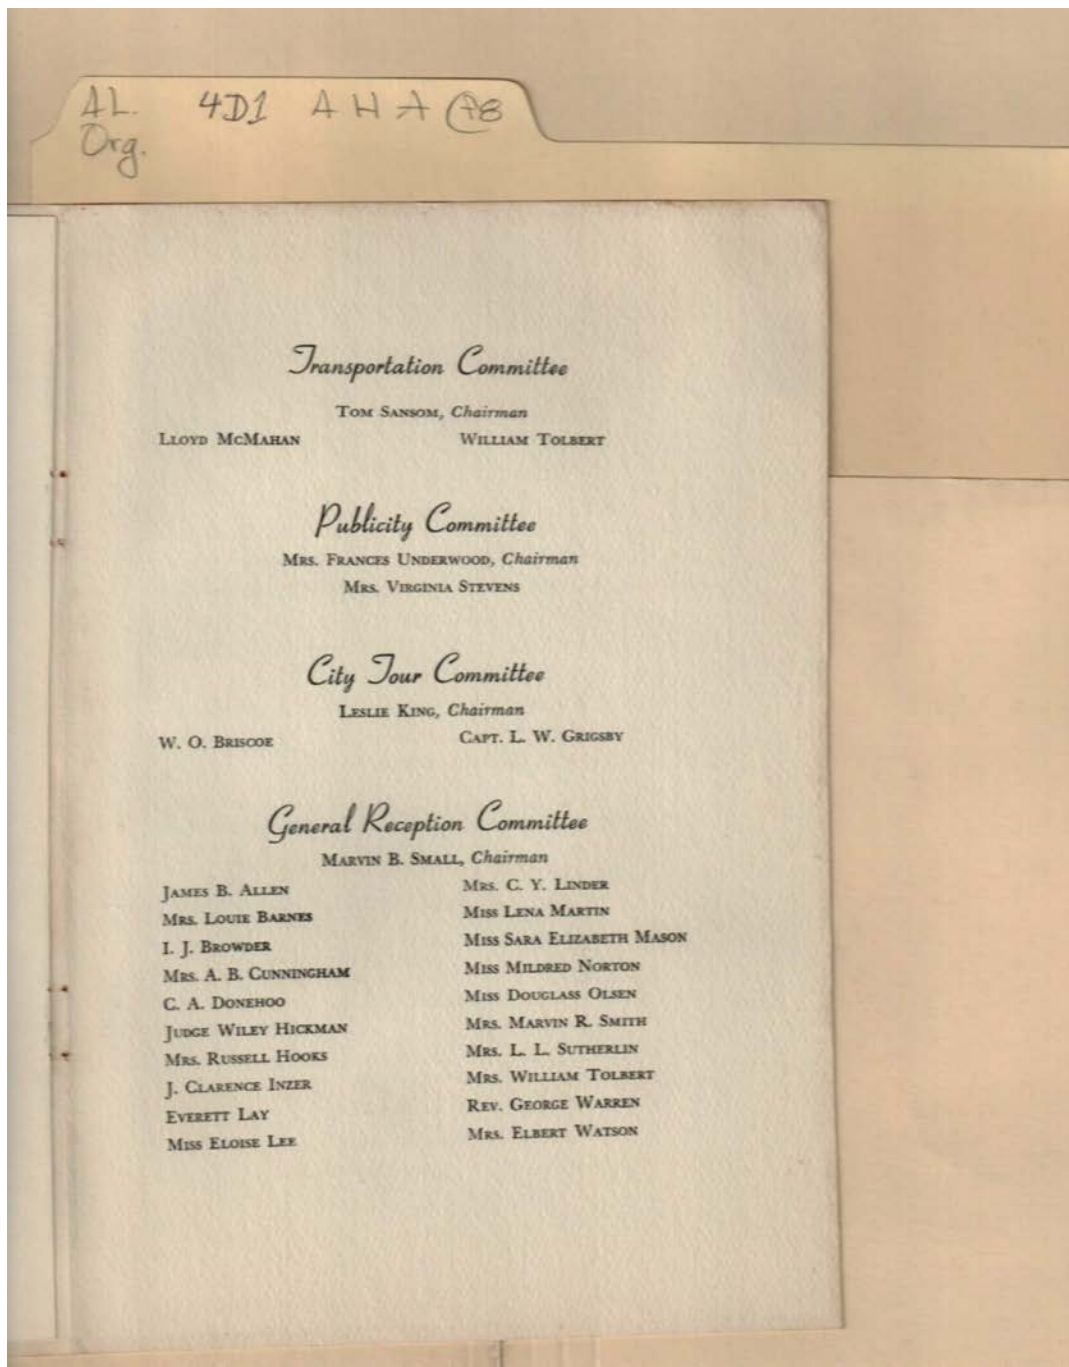 AL. 4D1 A H A
Org.
Transportation Committee
Tom Sansom, Chairman
Lloyd McMahan William Tolbert
Publicity Committee
Mrs. Frances Underwood, Chairman
Mrs. Virginia Stevens
City Tour Committee
Leslie King, Chairman
W. O. Briscoe Capt. L. W. Grigsby
General Reception Committee
Marvin B. Small, Chairman
James B. Allen
Mrs. Louie Barnes
I. J. Browder
Mrs. A. B. Cunningham
C. A. Donehoo
Judge Wiley Hickman
Mrs. Russell Hooks
J. Clarence Inzer
Everett Lay
Miss Eloise Lee
Mrs. C. Y. Linder
Miss Lena Martin
Miss Sara Elizabeth Mason
Miss Mildred Norton
Miss Douglass Olsen
Mrs. Marvin R. Smith
Mrs. L. L. Sutherlin
Mrs. William Tolbert
Rev. George Warren
Mrs. Elbert Watson